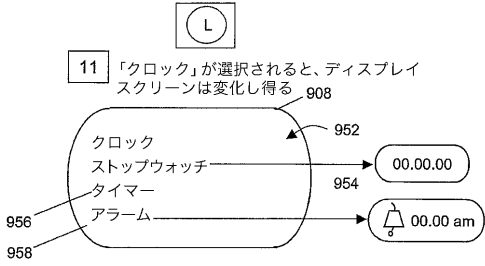 L
11 「クロック」が選択されると、ディスプレイ
スクリーンは変化し得る
908
952
クロック
ストップウォッチ
00.00.00
954
タイマー
956
アラーム
00.00 am
958